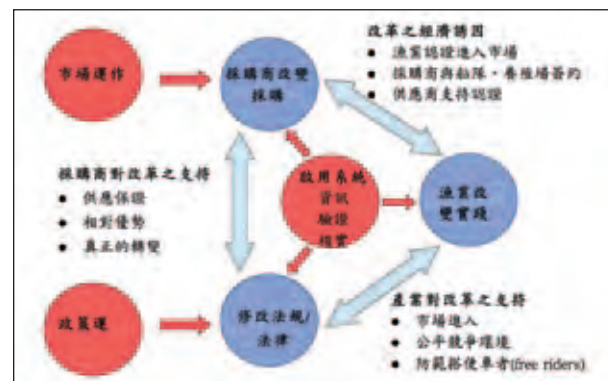 改革之經濟誘因
● 漁業認證進入市場
● 採購商與船隊、養殖場簽約
● 供應商支持認證
市場運作
採購商改變
採購
採購商對改革之支持
● 供應保證
◆ 相對優勢
● 真正的轉變
啟用系統
資訊
驗證
核實
漁業改
變實踐
政策運
修改法規/
法律
產業對改革之支持
● 市場進入
● 公平競爭環境
● 防範搭便車者(free riders)